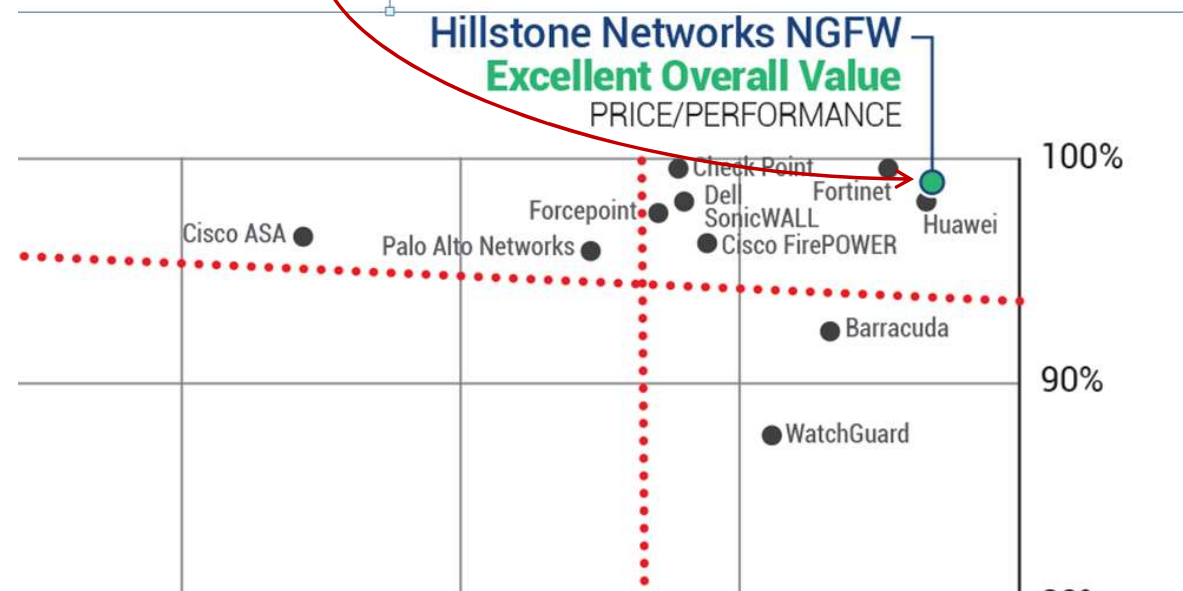 Hillstone Networks NGFW
Excellent Overall Value
PRICE/PERFORMANCE
100%
Check Point
Fortinet
Dell
SonicWALL
Forcepoint
Huawei
Cisco ASA
Palo Alto Networks
Cisco FirePOWER
Barracuda
90%
WatchGuard